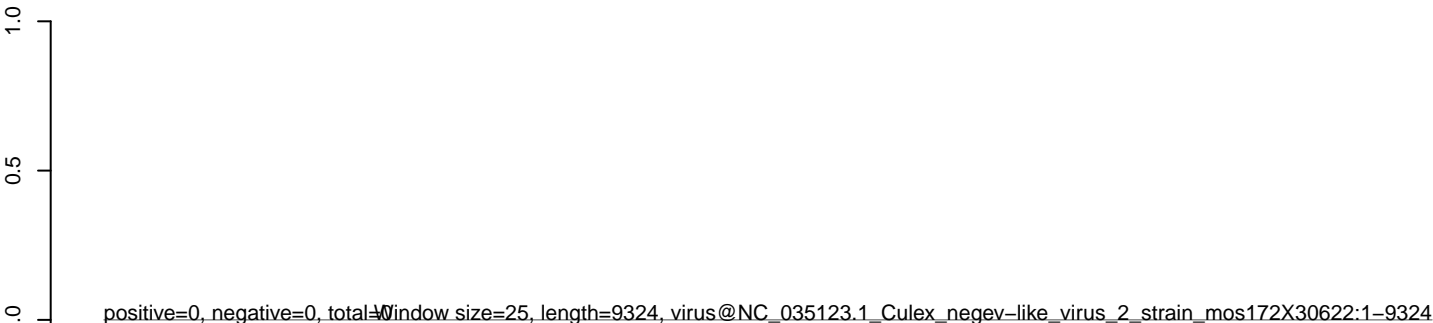 1.0
0.5
.0
positive=0, negative=0, total=0
Window size=25, length=9324, virus@NC_035123.1_Culex_negev−like_virus_2_strain_mos172X30622:1−9324